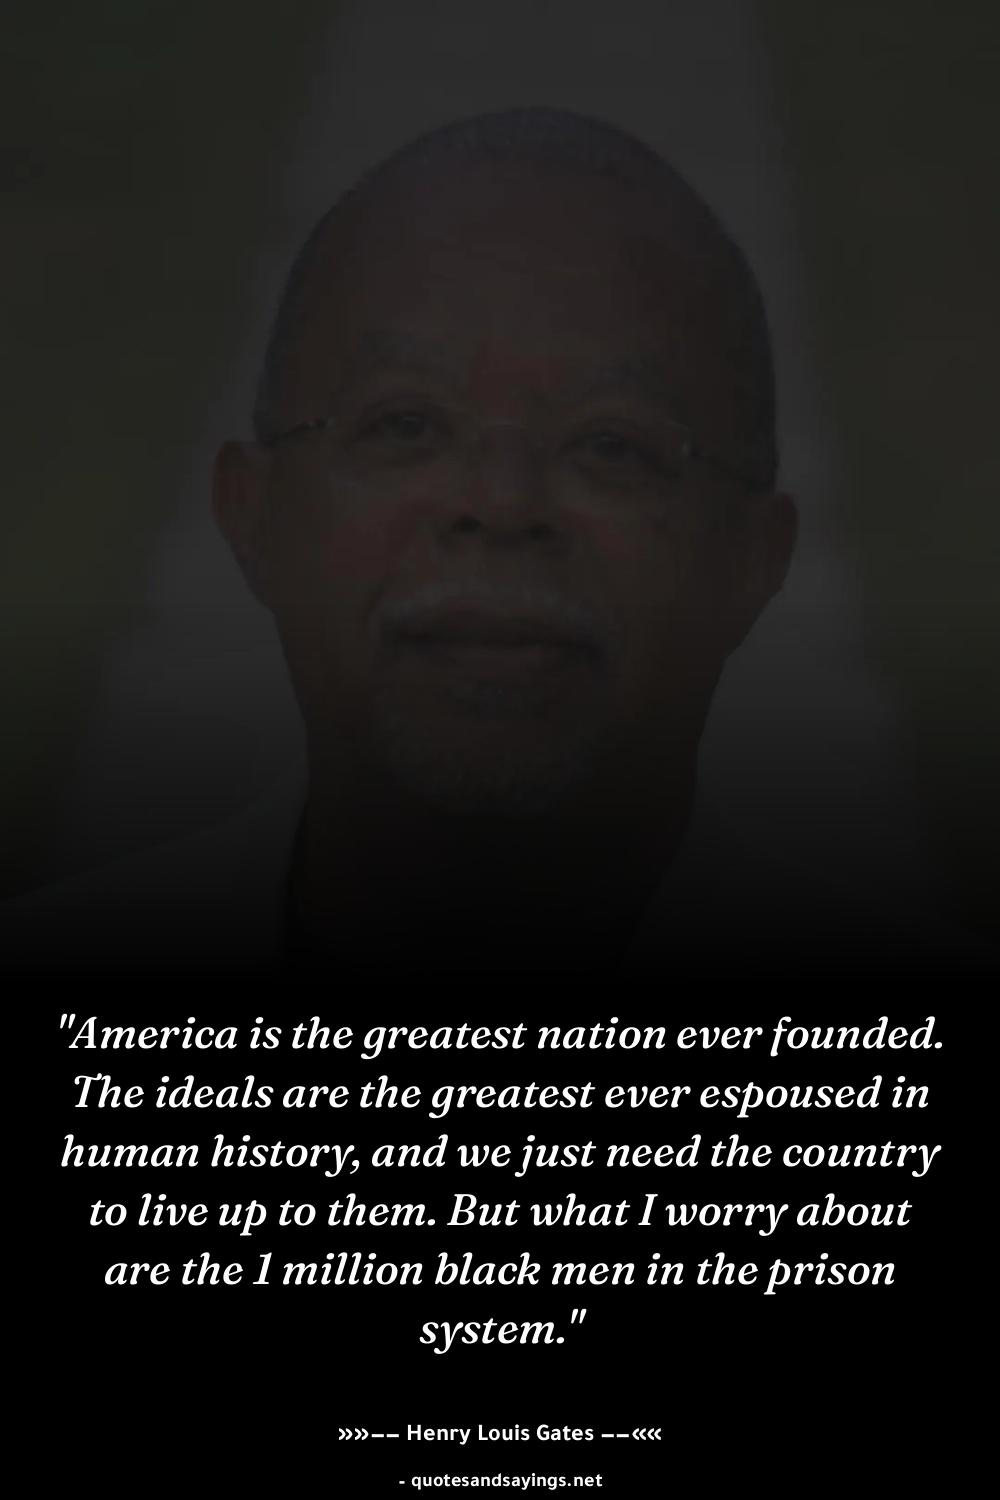 "America is the greatest nation ever founded.
The ideals are the greatest ever espoused in
human history, and we just need the country
to live up to them. But what I worry about
are the 1 million black men in the prison
system."
»»−− Henry Louis Gates −−««
- quotesandsayings.net